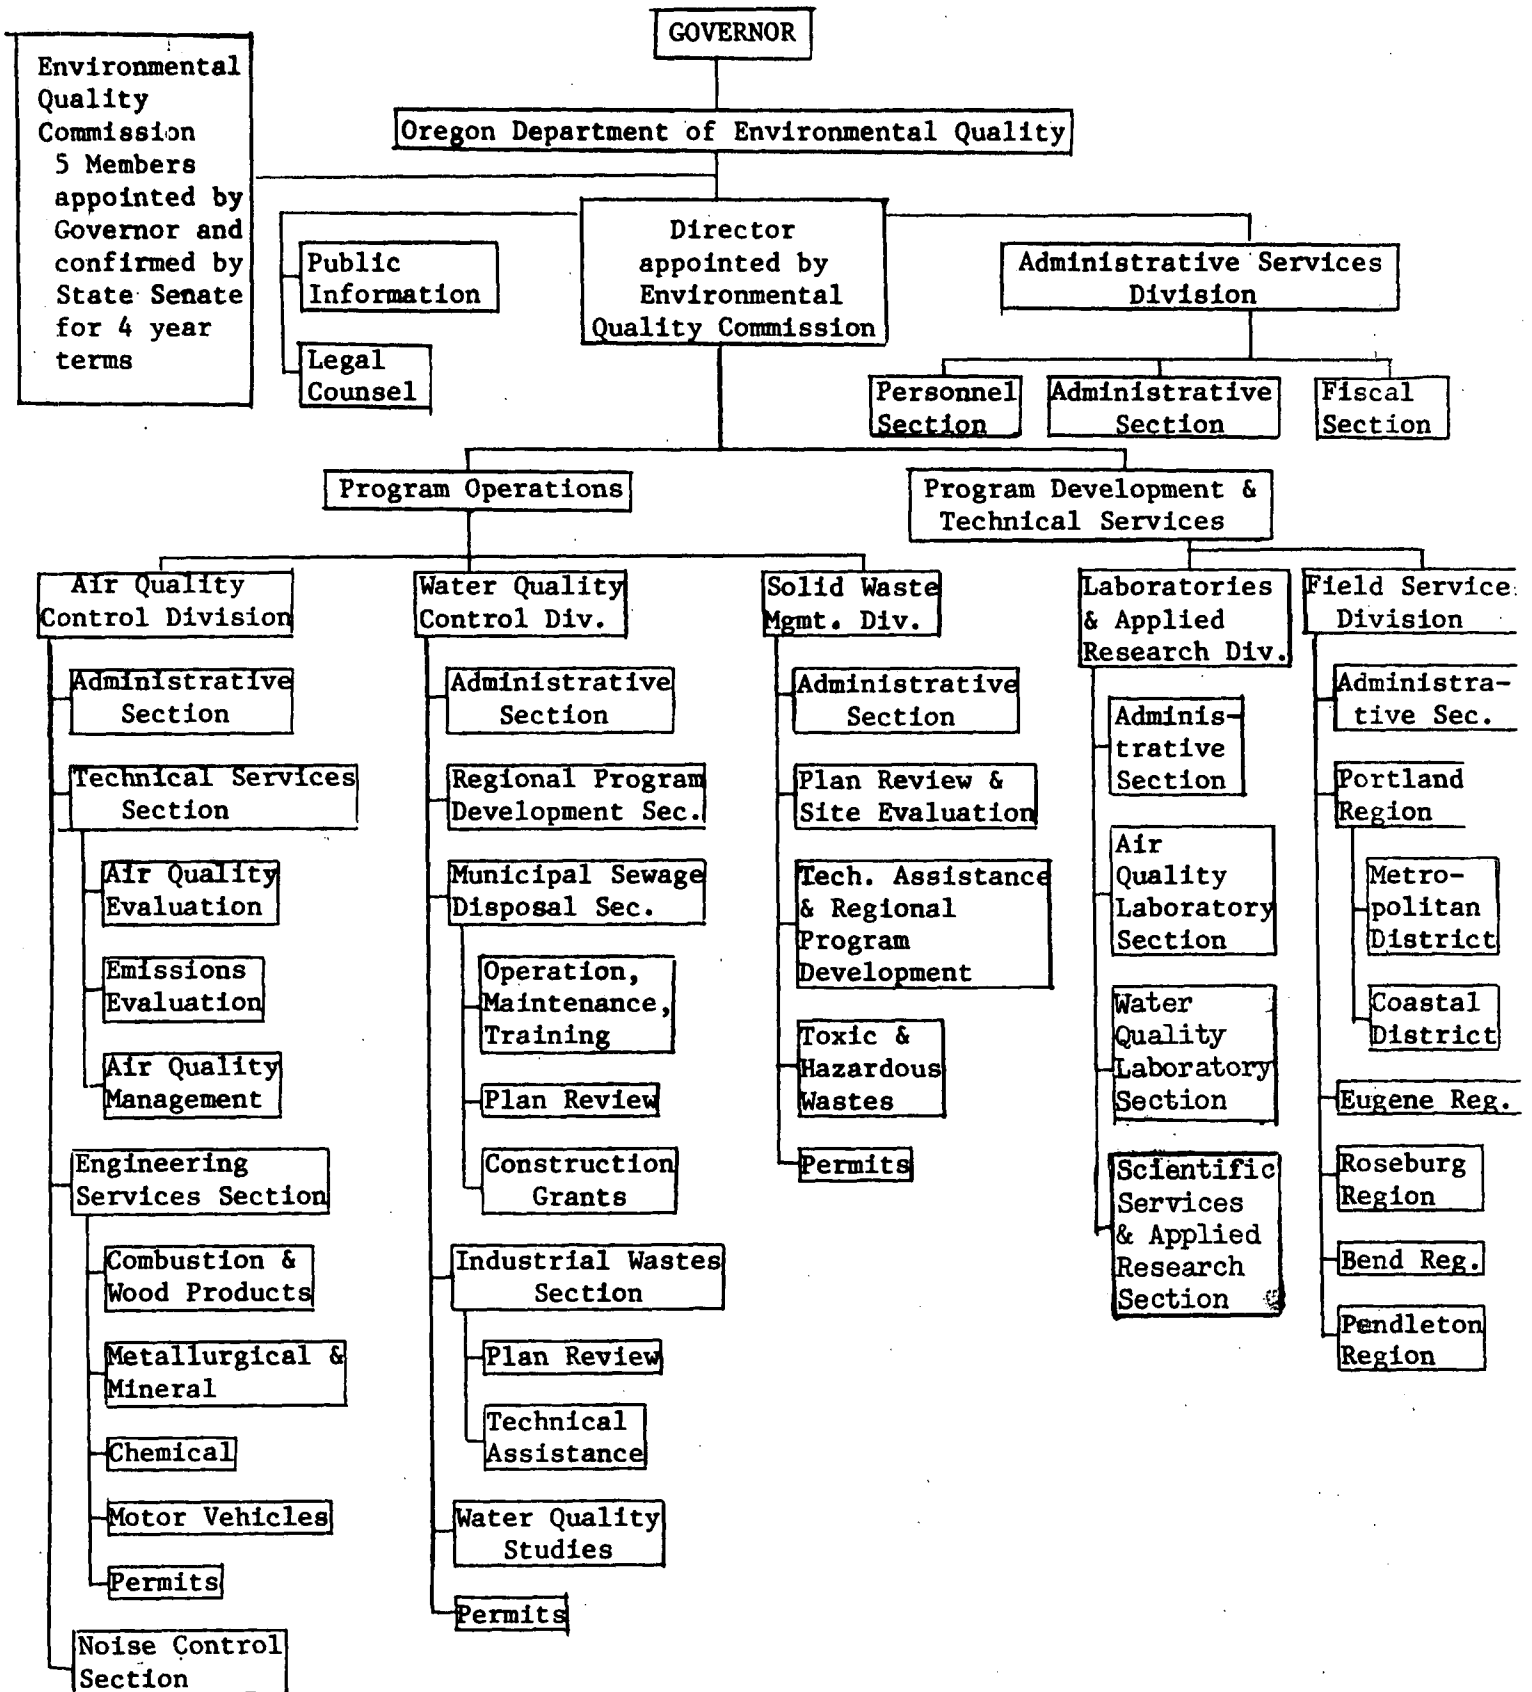 GOVERNOR
Environmental
Quality
Commission
5 Members
appointed by
Governor and
confirmed by
State Senate
for 4 year
terms
Oregon Department of Environmental Quality
Public
Information
Legal
Counsel
Director
appointed by
Environmental
Quality Commission
Administrative Services
Division
Personnel
Section
Administrative
Section
Fiscal
Section
Program Operations
Program Development &
Technical Services
Air Quality
Control Division
Administrative
Section
Technical Services
Section
Air Quality
Evaluation
Emissions
Evaluation
Air Quality
Management
Engineering
Services Section
Combustion &
Wood Products
Metallurgical &
Mineral
Chemical
Motor Vehicles
Permits
Noise Control
Section
Water Quality
Control Div.
Administrative
Section
Regional Program
Development Sec.
Municipal Sewage
Disposal Sec.
Operation,
Maintenance,
Training
Plan Review
Construction
Grants
Industrial Wastes
Section
Plan Review
Technical
Assistance
Water Quality
Studies
Permits
Solid Waste
Mgmt. Div.
Administrative
Section
Plan Review &
Site Evaluation
Tech. Assistance
& Regional
Program
Development
Toxic &
Hazardous
Wastes
Permits
Laboratories
& Applied
Research Div.
Adminis-
trative
Section
Air
Quality
Laboratory
Section
Water
Quality
Laboratory
Section
Scientific
Services
& Applied
Research
Section
Field Service
Division
Administra-
tive Sec.
Portland
Region
Metro-
politan
District
Coastal
District
Eugene Reg.
Roseburg
Region
Bend Reg.
Pendleton
Region